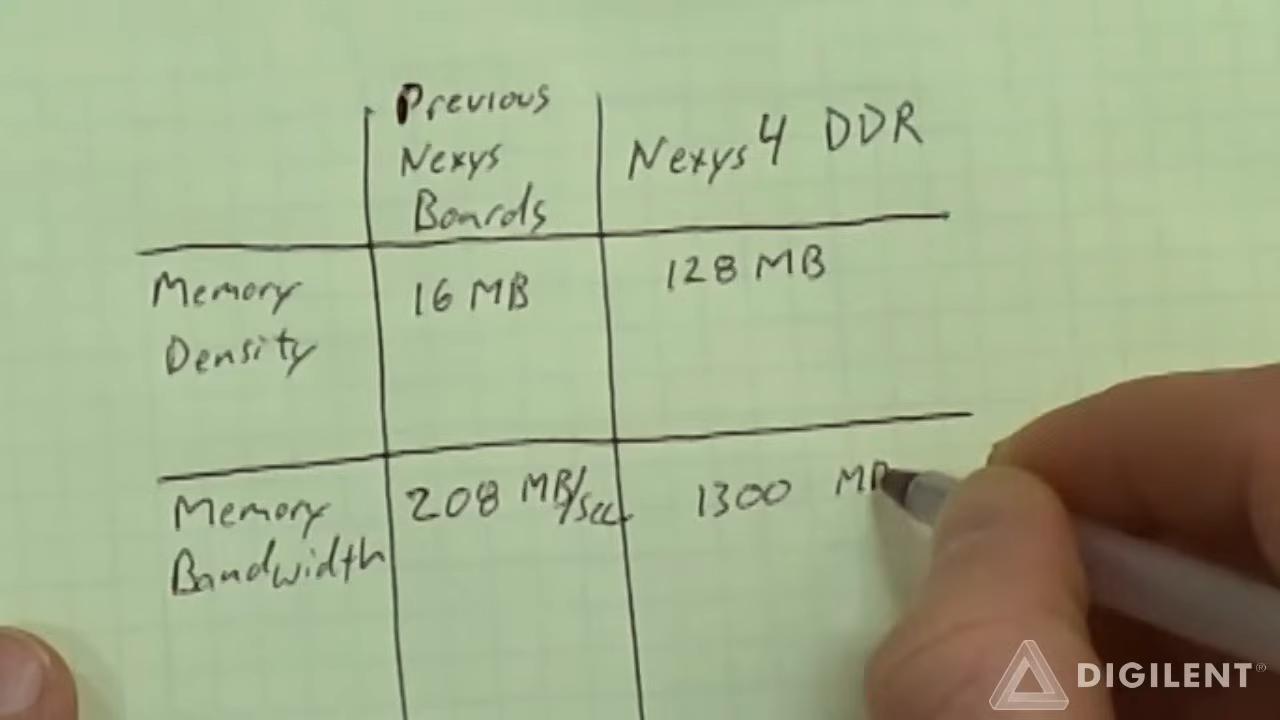 Previous
Nexys
Boards
Nexys 4 DDR
Memory
Density
16 MB
128 MB
Memory
Bandwidth
208 MB/sec
1300 MB
DIGILENT®